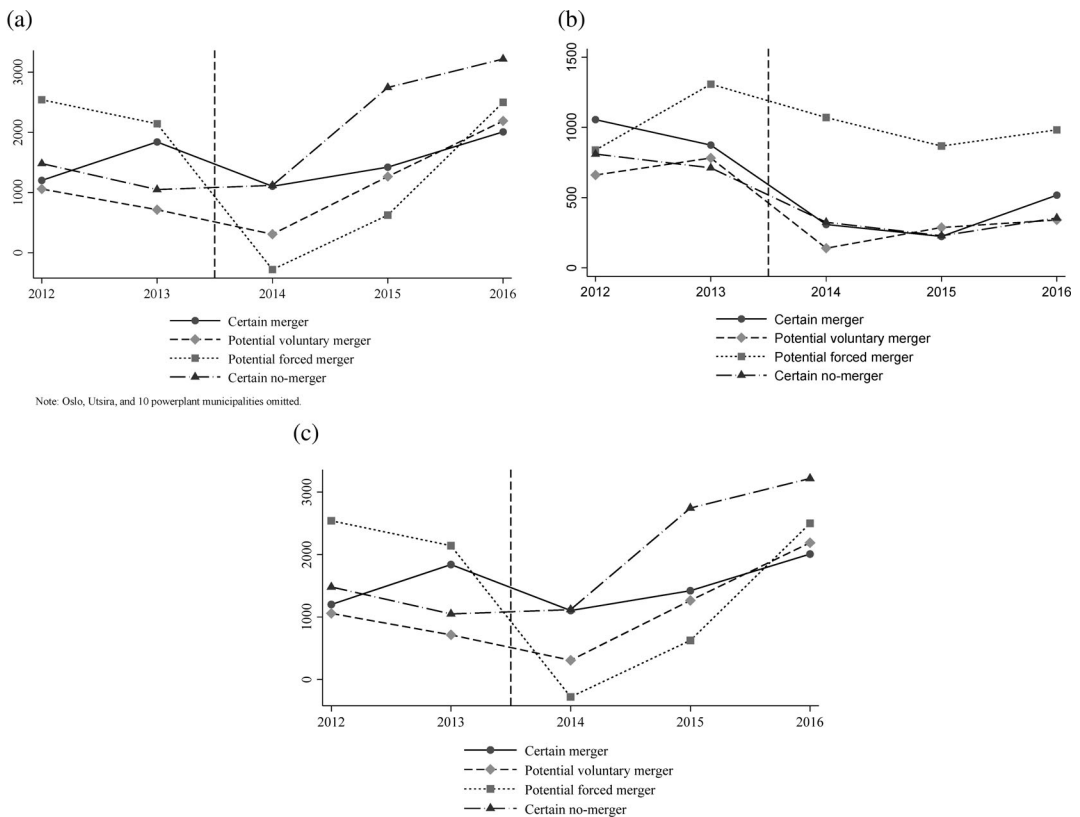 (a)
3000
2000
1000
0
2012 2013 2014 2015 2016
Certain merger
Potential voluntary merger
Potential forced merger
Certain no-merger
Note: Oslo, Utsira, and 10 powerplant municipalities omitted.
(b)
1500
1000
500
0
2012 2013 2014 2015 2016
Certain merger
Potential voluntary merger
Potential forced merger
Certain no-merger
(c)
3000
2000
1000
0
2012 2013 2014 2015 2016
Certain merger
Potential voluntary merger
Potential forced merger
Certain no-merger